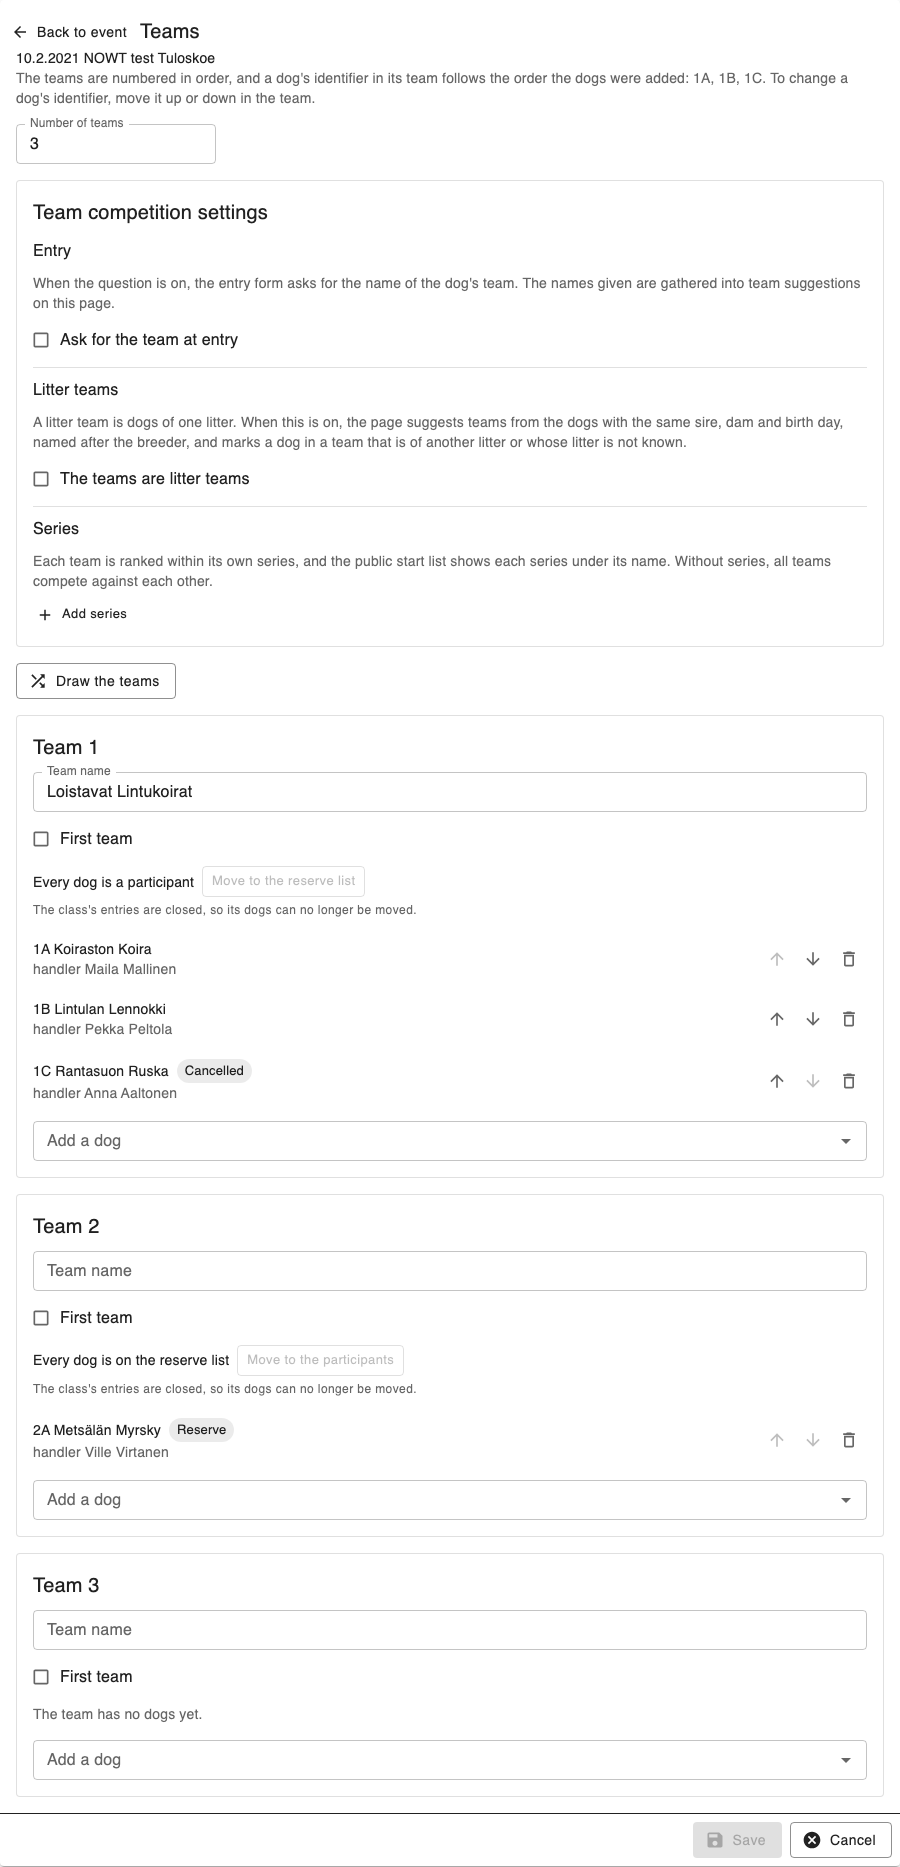 Back to event
Teams
10.2.2021 NOWT test Tuloskoe
The teams are numbered in order, and a dog's identifier in its team follows the order the dogs were added: 1A, 1B, 1C. To change a
dog's identifier, move it up or down in the team.
Number of teams
3
Team competition settings
Entry
When the question is on, the entry form asks for the name of the dog's team. The names given are gathered into team suggestions
on this page.
Ask for the team at entry
Litter teams
A litter team is dogs of one litter. When this is on, the page suggests teams from the dogs with the same sire, dam and birth day,
named after the breeder, and marks a dog in a team that is of another litter or whose litter is not known.
The teams are litter teams
Series
Each team is ranked within its own series, and the public start list shows each series under its name. Without series, all teams
compete against each other.
Add series
Draw the teams
Team 1
Team name
Loistavat Lintukoirat
First team
Every dog is a participant
Move to the reserve list
The class's entries are closed, so its dogs can no longer be moved.
1A Koiraston Koira
handler Maila Mallinen
1B Lintulan Lennokki
handler Pekka Peltola
1C Rantasuon Ruska
Cancelled
handler Anna Aaltonen
Add a dog
Team 2
Team name
First team
Every dog is on the reserve list
Move to the participants
The class's entries are closed, so its dogs can no longer be moved.
2A Metsälän Myrsky
Reserve
handler Ville Virtanen
Add a dog
Team 3
Team name
First team
The team has no dogs yet.
Add a dog
Save
Cancel